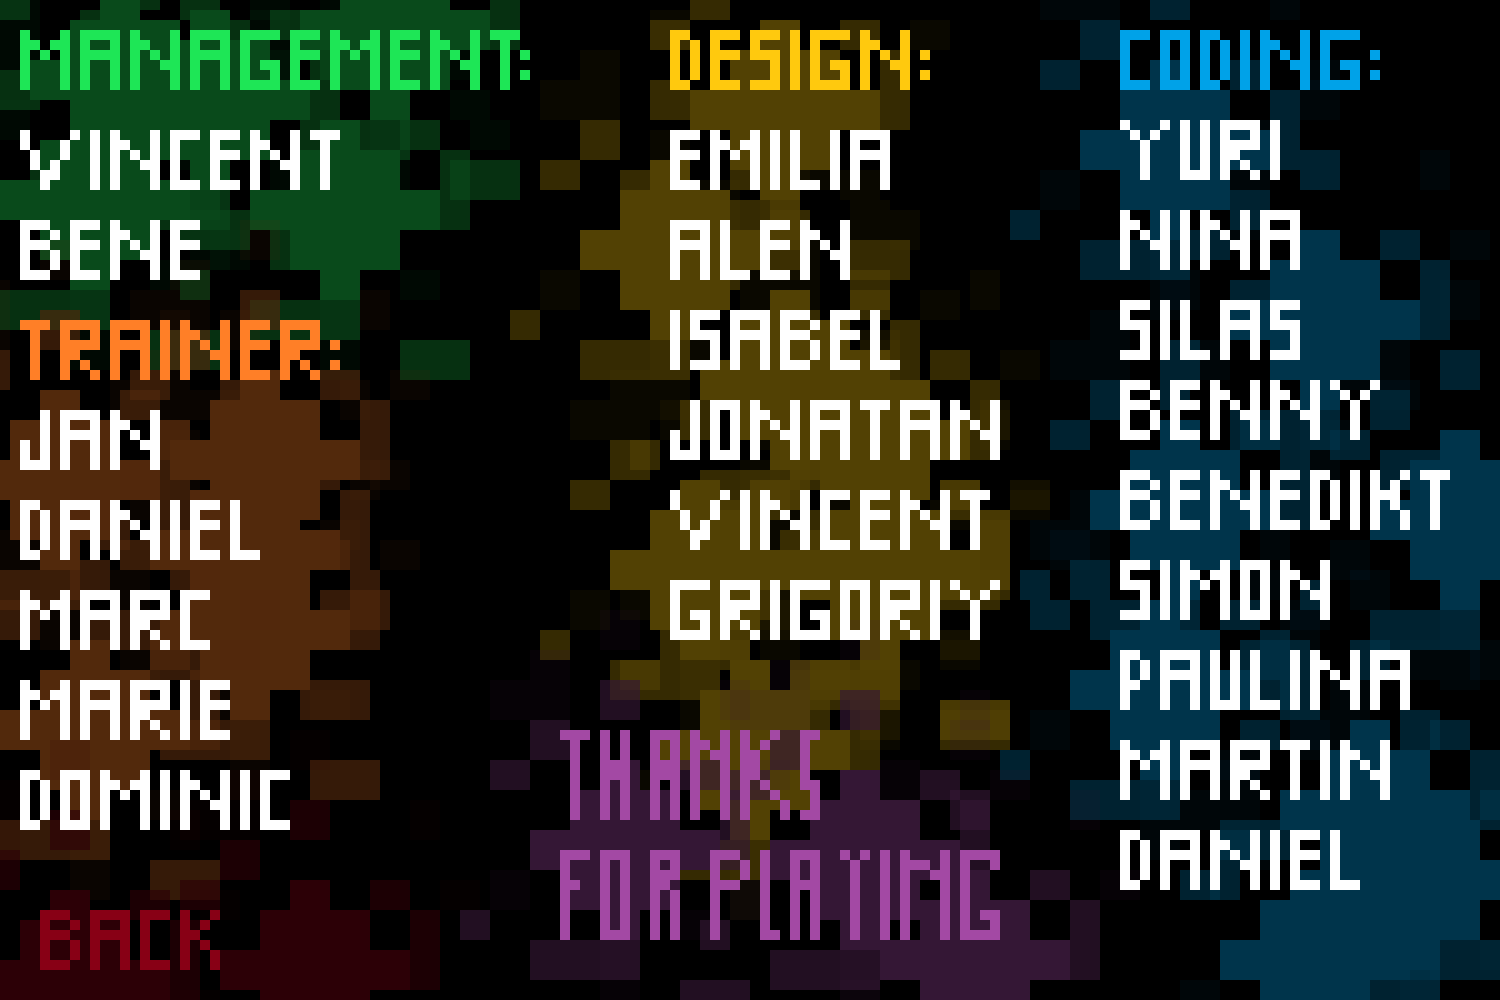 MANAGEMENT:
VINCENT
BENE
TRAINER:
JAN
DANIEL
MARC
MARIE
DOMINIC
BACK
DESIGN:
EMILIA
ALEN
ISABEL
JONATAN
VINCENT
GRIGORIY
THANKS
FOR PLAYING
CODING:
YURI
NINA
SILAS
BENNY
BENEDIKT
SIMON
PAULINA
MARTIN
DANIEL